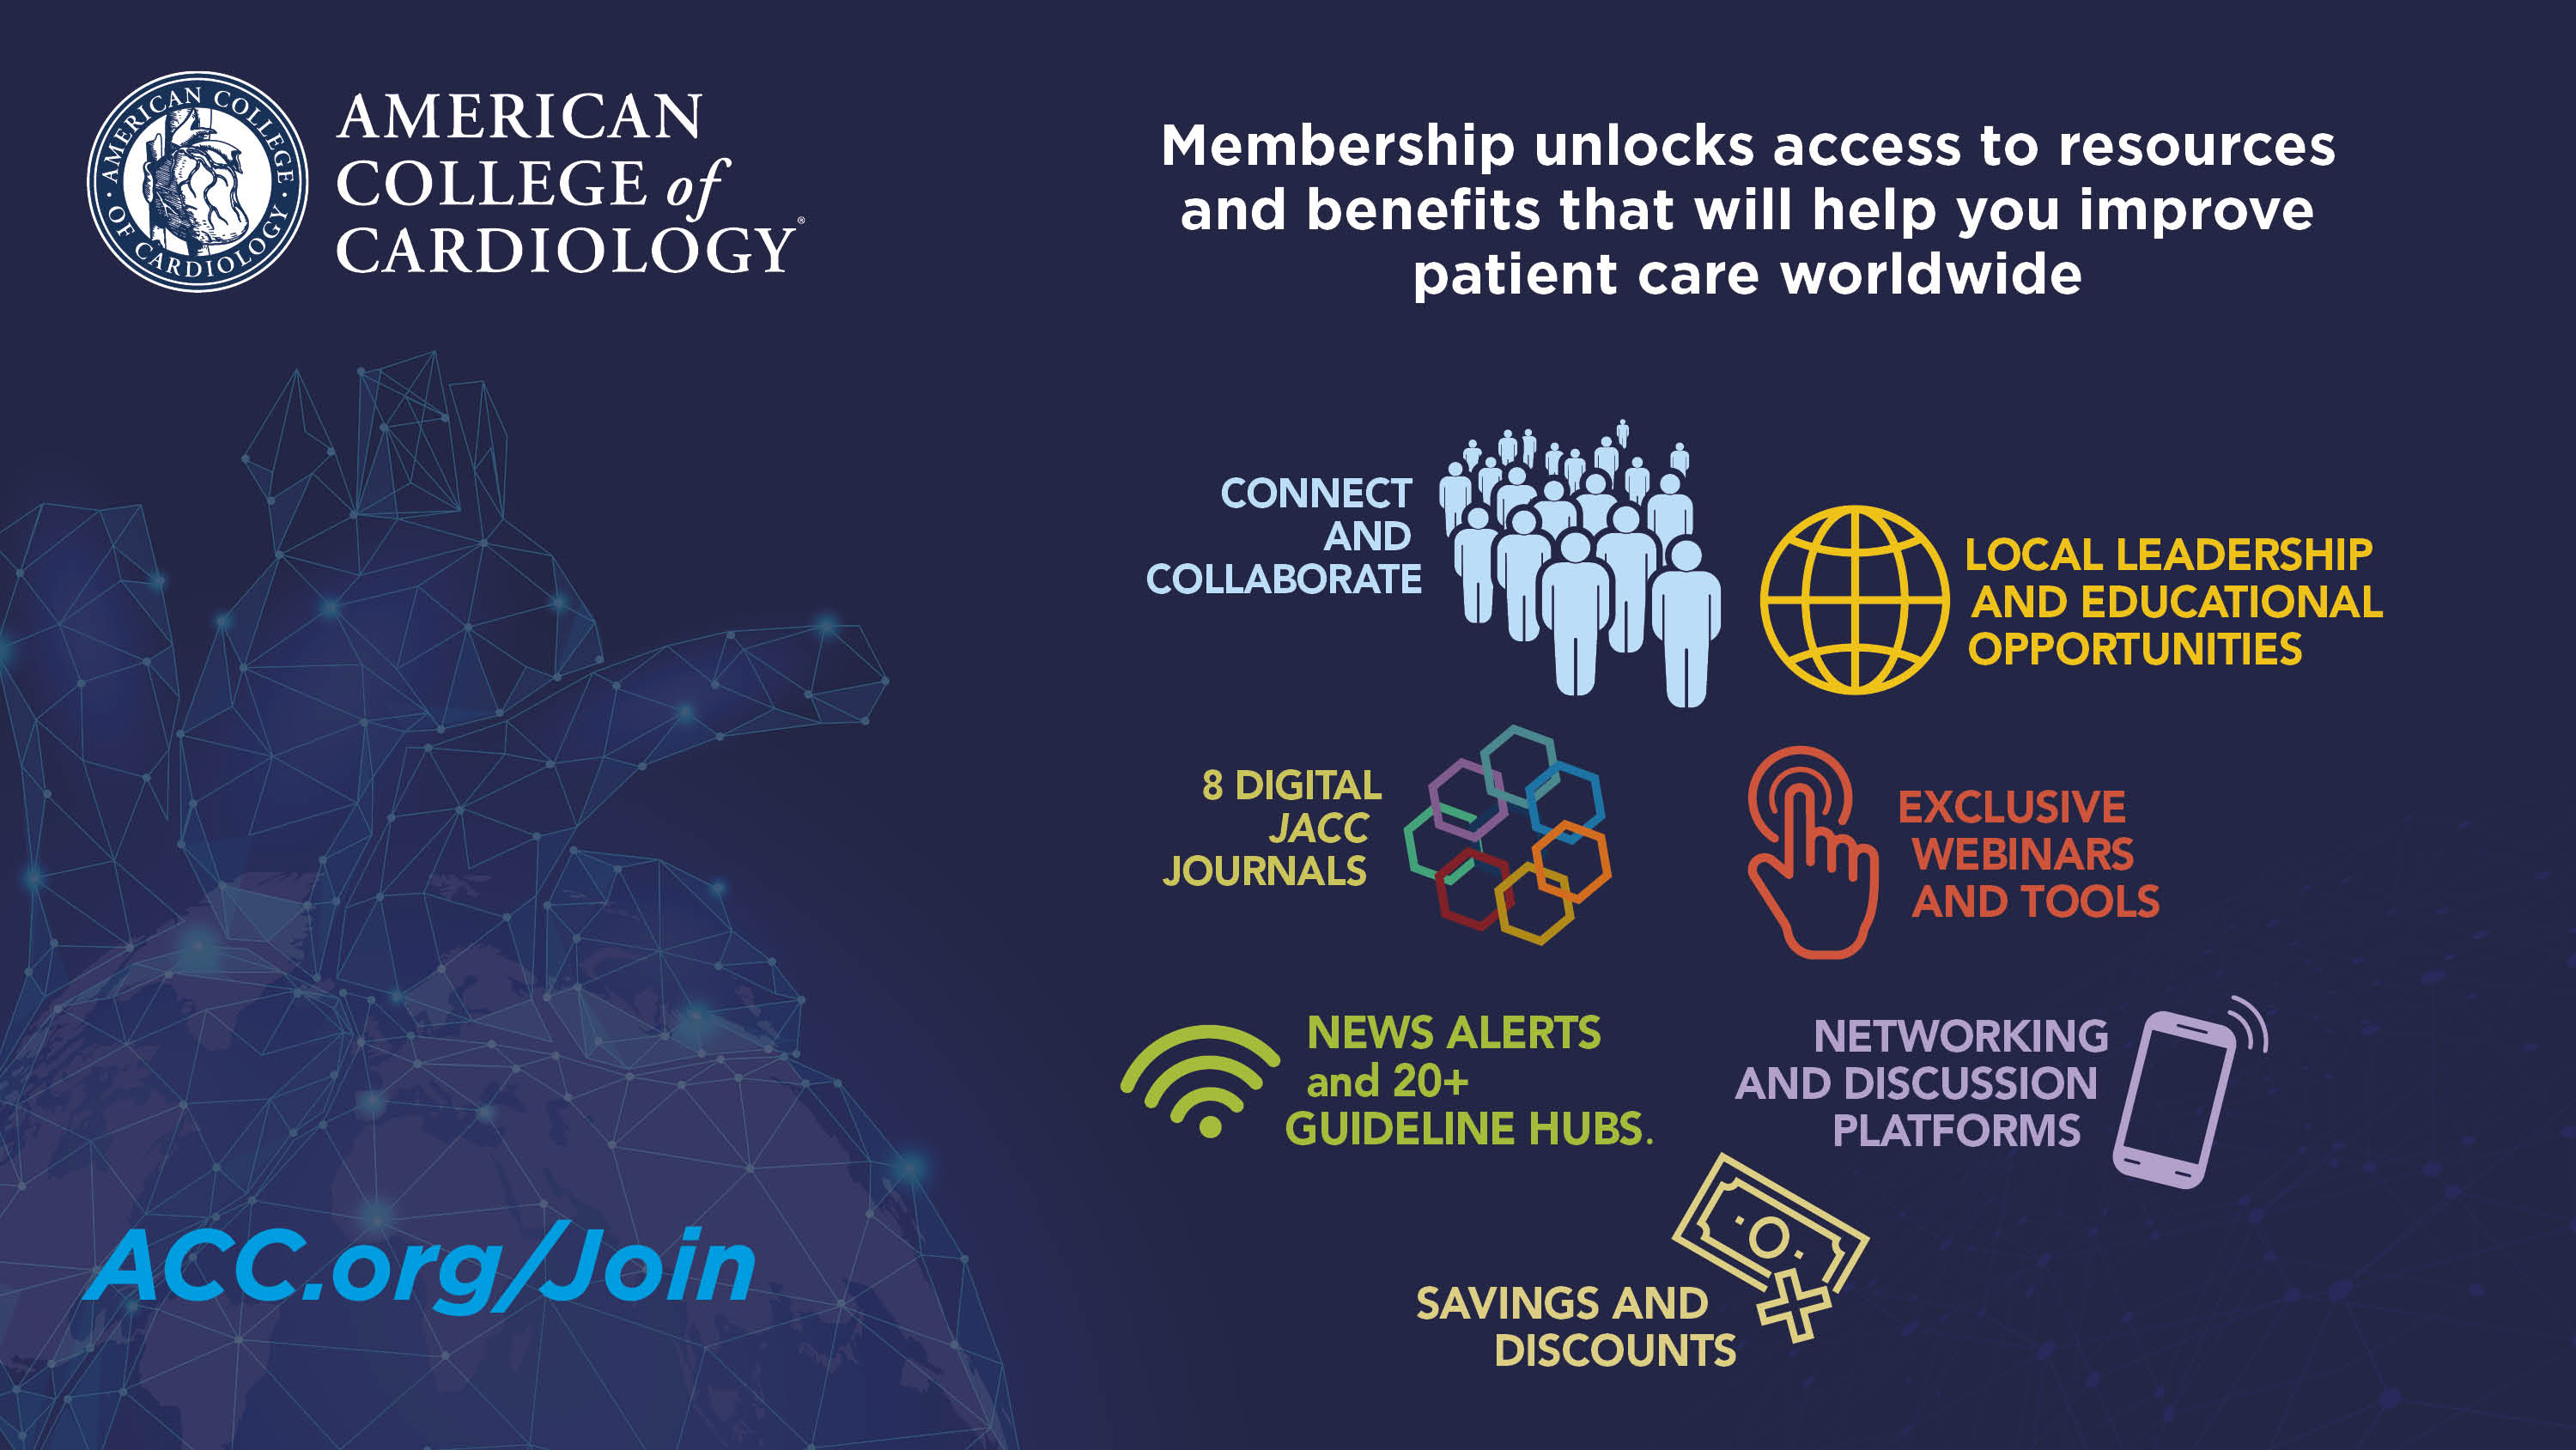 AMERICAN COLLEGE
OF CARDIOLOGY
AMERICAN
COLLEGE of
CARDIOLOGY®
Membership unlocks access to resources
and benefits that will help you improve
patient care worldwide
CONNECT
AND
COLLABORATE
LOCAL LEADERSHIP
AND EDUCATIONAL
OPPORTUNITIES
8 DIGITAL
JACC
JOURNALS
EXCLUSIVE
WEBINARS
AND TOOLS
NEWS ALERTS
and 20+
GUIDELINE HUBS.
NETWORKING
AND DISCUSSION
PLATFORMS
SAVINGS AND
DISCOUNTS
ACC.org/Join